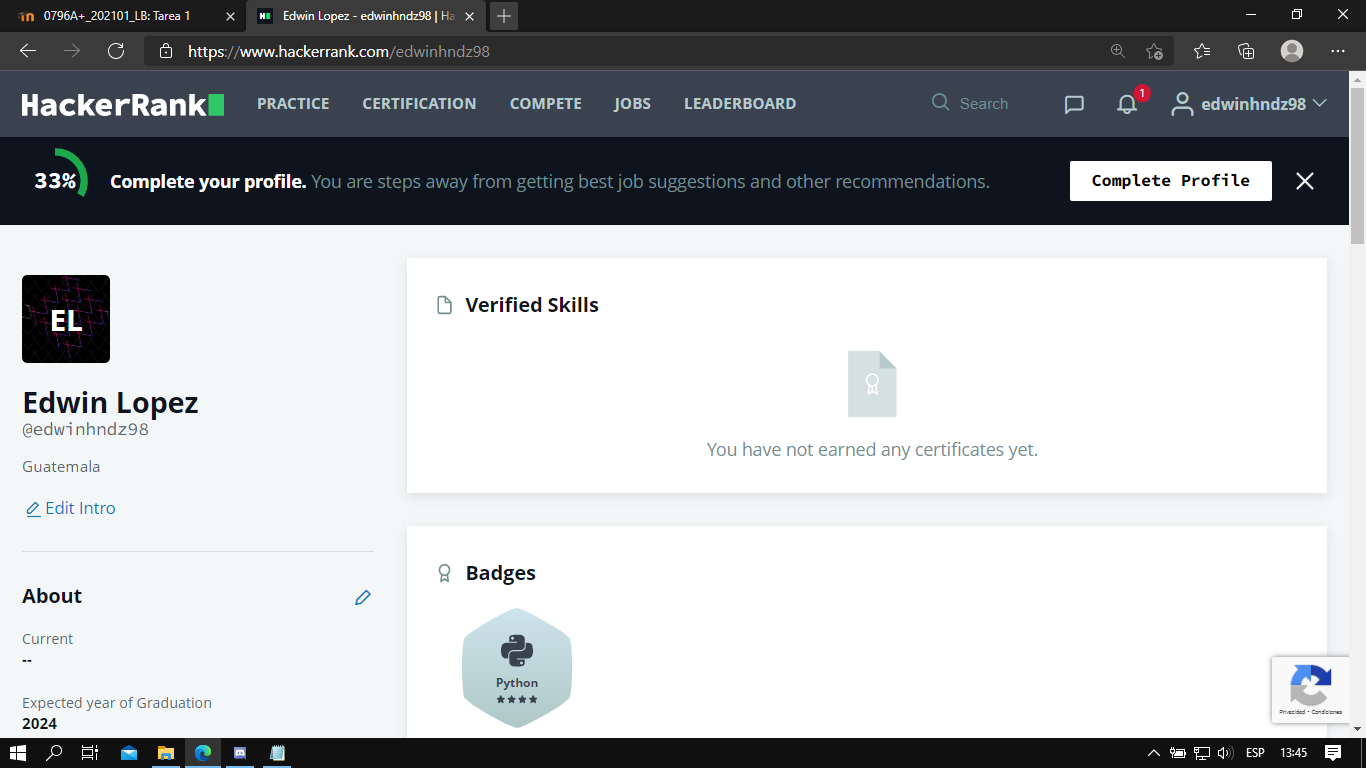 0796A+_202101_LB: Tarea 1
Edwin Lopez - edwinhndz98 | Ha
https://www.hackerrank.com/edwinhndz98
HackerRank
PRACTICE
CERTIFICATION
COMPETE
JOBS
LEADERBOARD
Search
1
edwinhndz98
33%
Complete your profile. You are steps away from getting best job suggestions and other recommendations.
Complete Profile
EL
Edwin Lopez
@edwinhndz98
Guatemala
Edit Intro
About
Current
--
Expected year of Graduation
2024
Verified Skills
You have not earned any certificates yet.
Badges
Python
★★★★
Privacidad • Condiciones
ESP
13:45